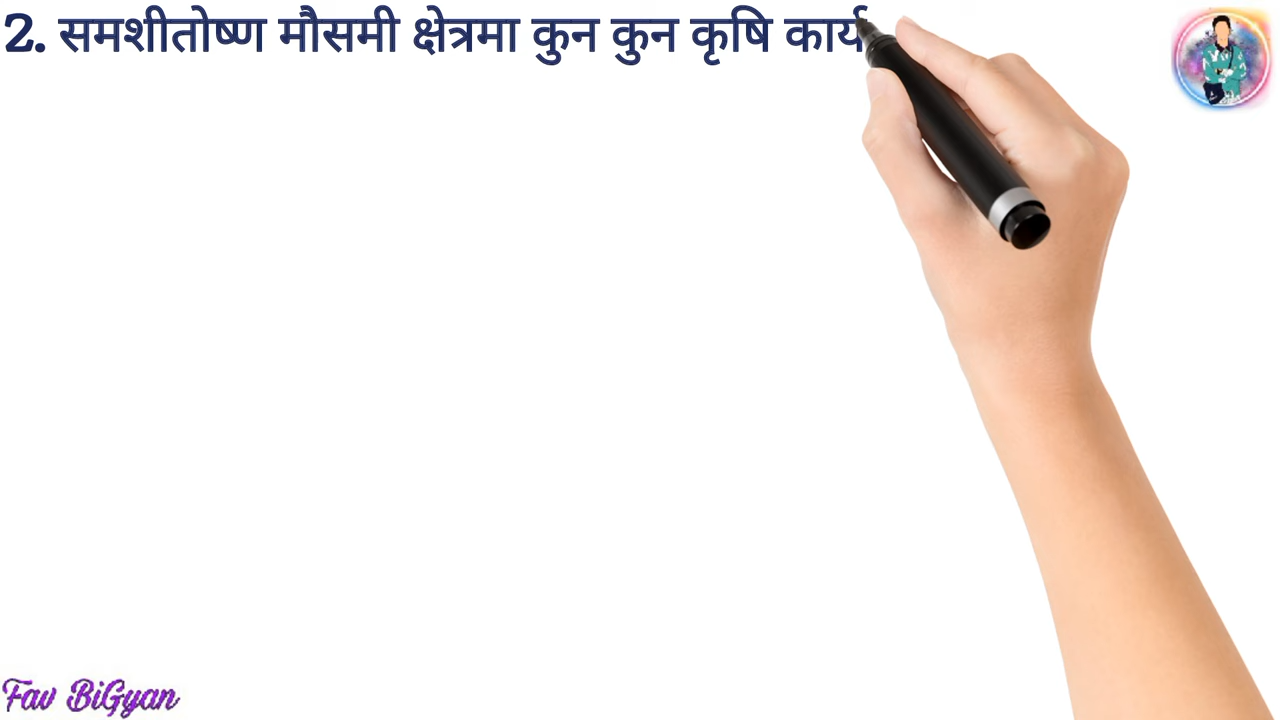 2. समशीतोष्ण मौसमी क्षेत्रमा कुन कुन कृषि कार्य
Fav BiGyan